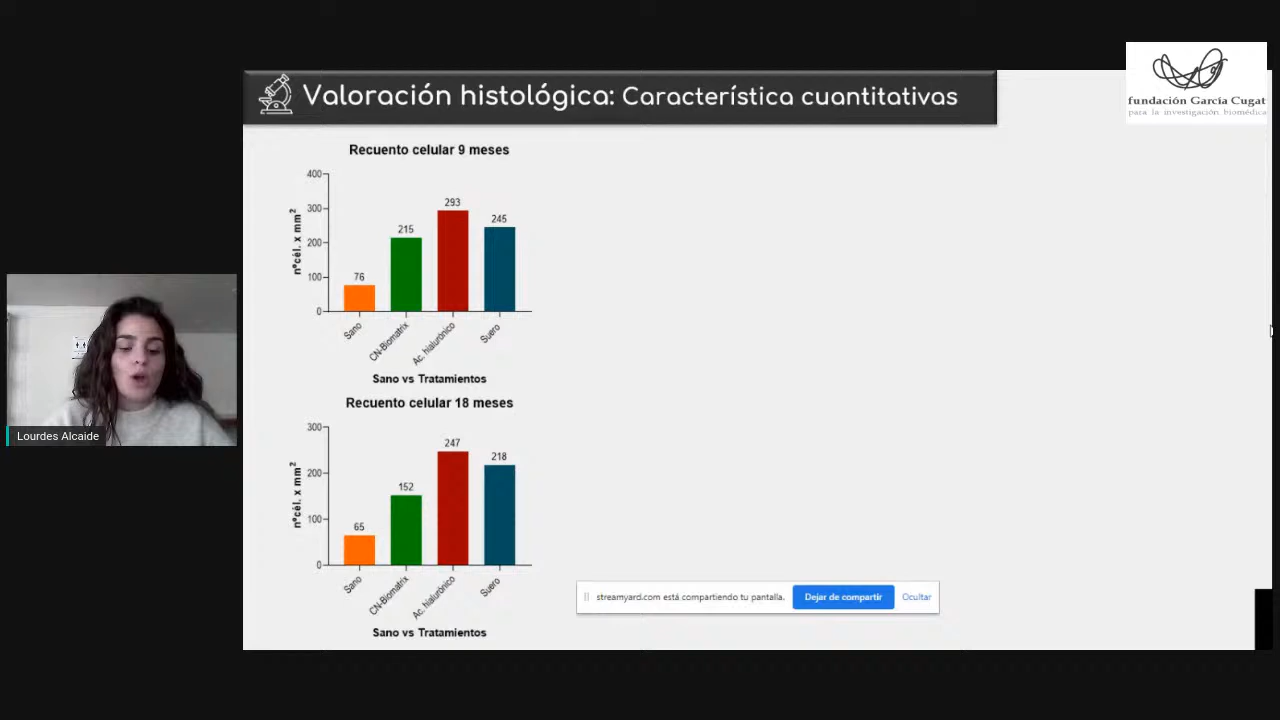 Valoración histológica: Característica cuantitativas
fundación García Cugat
para la investigación biomédica
Recuento celular 9 meses
400
300
200
100
0
nºcél. x mm²
76
215
293
245
Sano
CN-Biomatrix
Ac. hialurónico
Suero
Sano vs Tratamientos
Recuento celular 18 meses
300
200
100
0
nºcél. x mm²
65
152
247
218
Sano
CN-Biomatrix
Ac. hialurónico
Suero
Sano vs Tratamientos
Lourdes Alcaide
streamyard.com está compartiendo tu pantalla.
Dejar de compartir
Ocultar